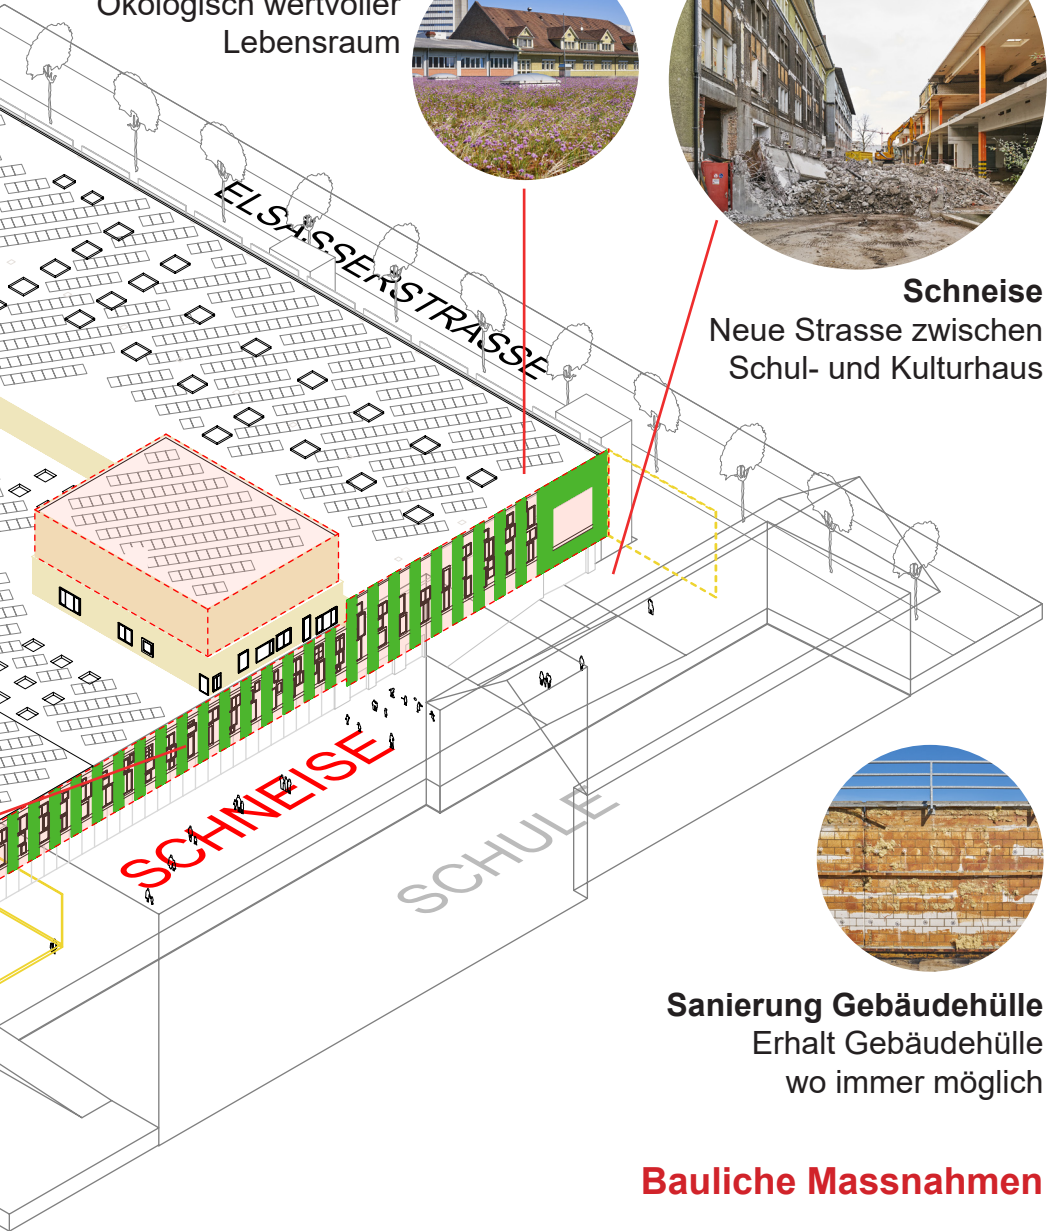 Ökologisch wertvoller
Lebensraum
ELSASSERSTRASSE
Schneise
Neue Strasse zwischen
Schul- und Kulturhaus
SCHNEISE
SCHULE
Sanierung Gebäudehülle
Erhalt Gebäudehülle
wo immer möglich
Bauliche Massnahmen